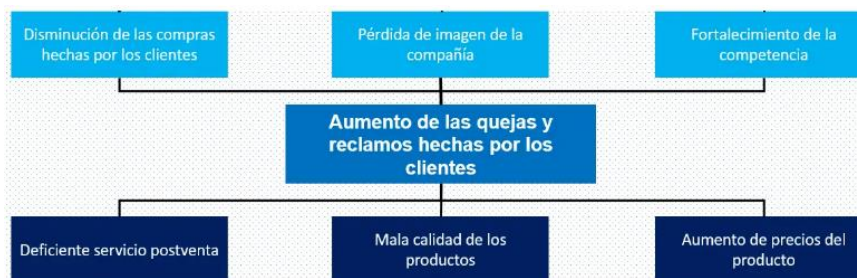 Disminución de las compras
hechas por los clientes
Pérdida de imagen de la
compañía
Fortalecimiento de la
competencia
Aumento de las quejas y
reclamos hechas por los
clientes
Deficiente servicio postventa
Mala calidad de los
productos
Aumento de precios del
producto